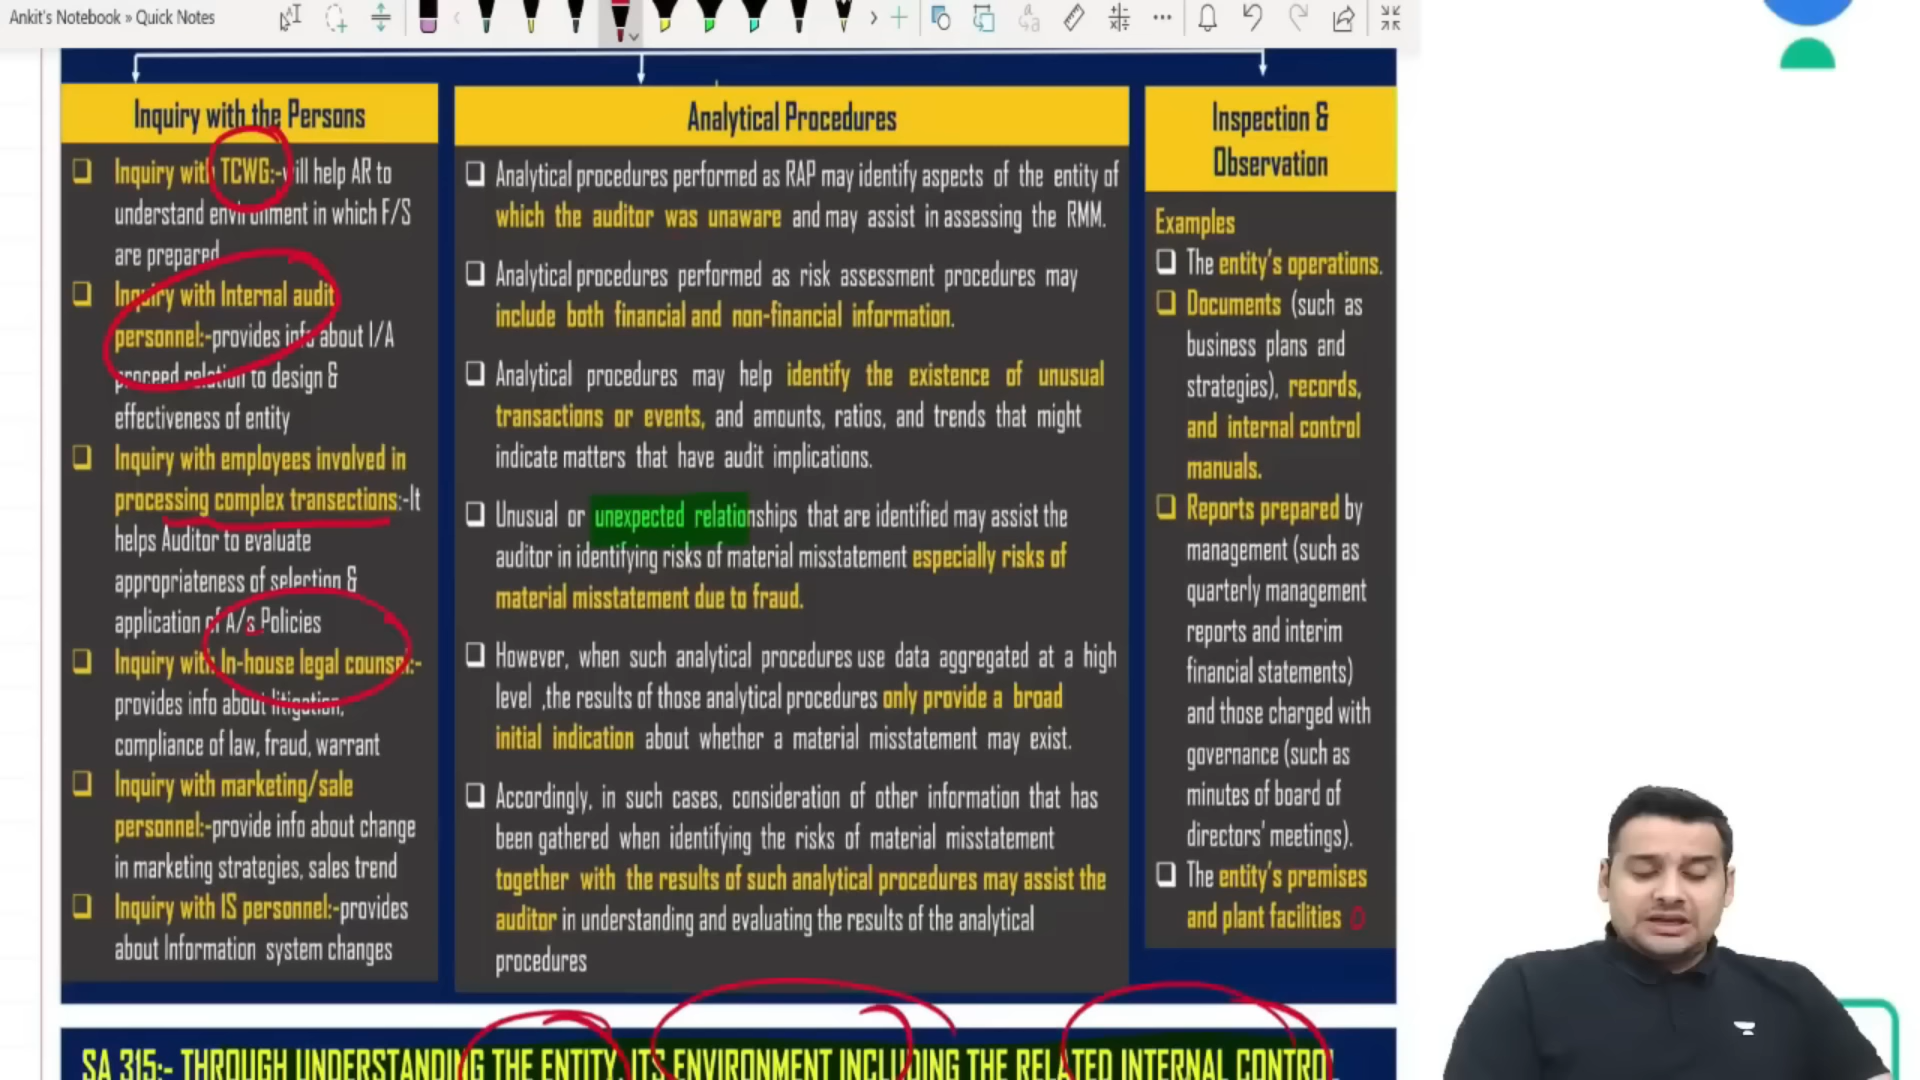 Ankit's Notebook » Quick Notes
Inquiry with the Persons
Inquiry with TCWG:-will help AR to
understand environment in which F/S
are prepared
Inquiry with Internal audit
personnel:-provides info about I/A
proceed relation to design &
effectiveness of entity
Inquiry with employees involved in
processing complex transections:-It
helps Auditor to evaluate
appropriateness of selection &
application of A/s Policies
Inquiry with In-house legal counsel:-
provides info about litigation,
compliance of law, fraud, warrant
Inquiry with marketing/sale
personnel:-provide info about change
in marketing strategies, sales trend
Inquiry with IS personnel:-provides
about Information system changes
Analytical Procedures
Analytical procedures performed as RAP may identify aspects of the entity of
which the auditor was unaware and may assist in assessing the RMM.
Analytical procedures performed as risk assessment procedures may
include both financial and non-financial information.
Analytical procedures may help identify the existence of unusual
transactions or events, and amounts, ratios, and trends that might
indicate matters that have audit implications.
Unusual or unexpected relationships that are identified may assist the
auditor in identifying risks of material misstatement especially risks of
material misstatement due to fraud.
However, when such analytical procedures use data aggregated at a high
level ,the results of those analytical procedures only provide a broad
initial indication about whether a material misstatement may exist.
Accordingly, in such cases, consideration of other information that has
been gathered when identifying the risks of material misstatement
together with the results of such analytical procedures may assist the
auditor in understanding and evaluating the results of the analytical
procedures
Inspection &
Observation
Examples
The entity's operations.
Documents (such as
business plans and
strategies), records,
and internal control
manuals.
Reports prepared by
management (such as
quarterly management
reports and interim
financial statements)
and those charged with
governance (such as
minutes of board of
directors' meetings).
The entity's premises
and plant facilities
SA 315:- THROUGH UNDERSTANDING THE ENTITY, ITS ENVIRONMENT INCLUDING THE RELATED INTERNAL CONTROL